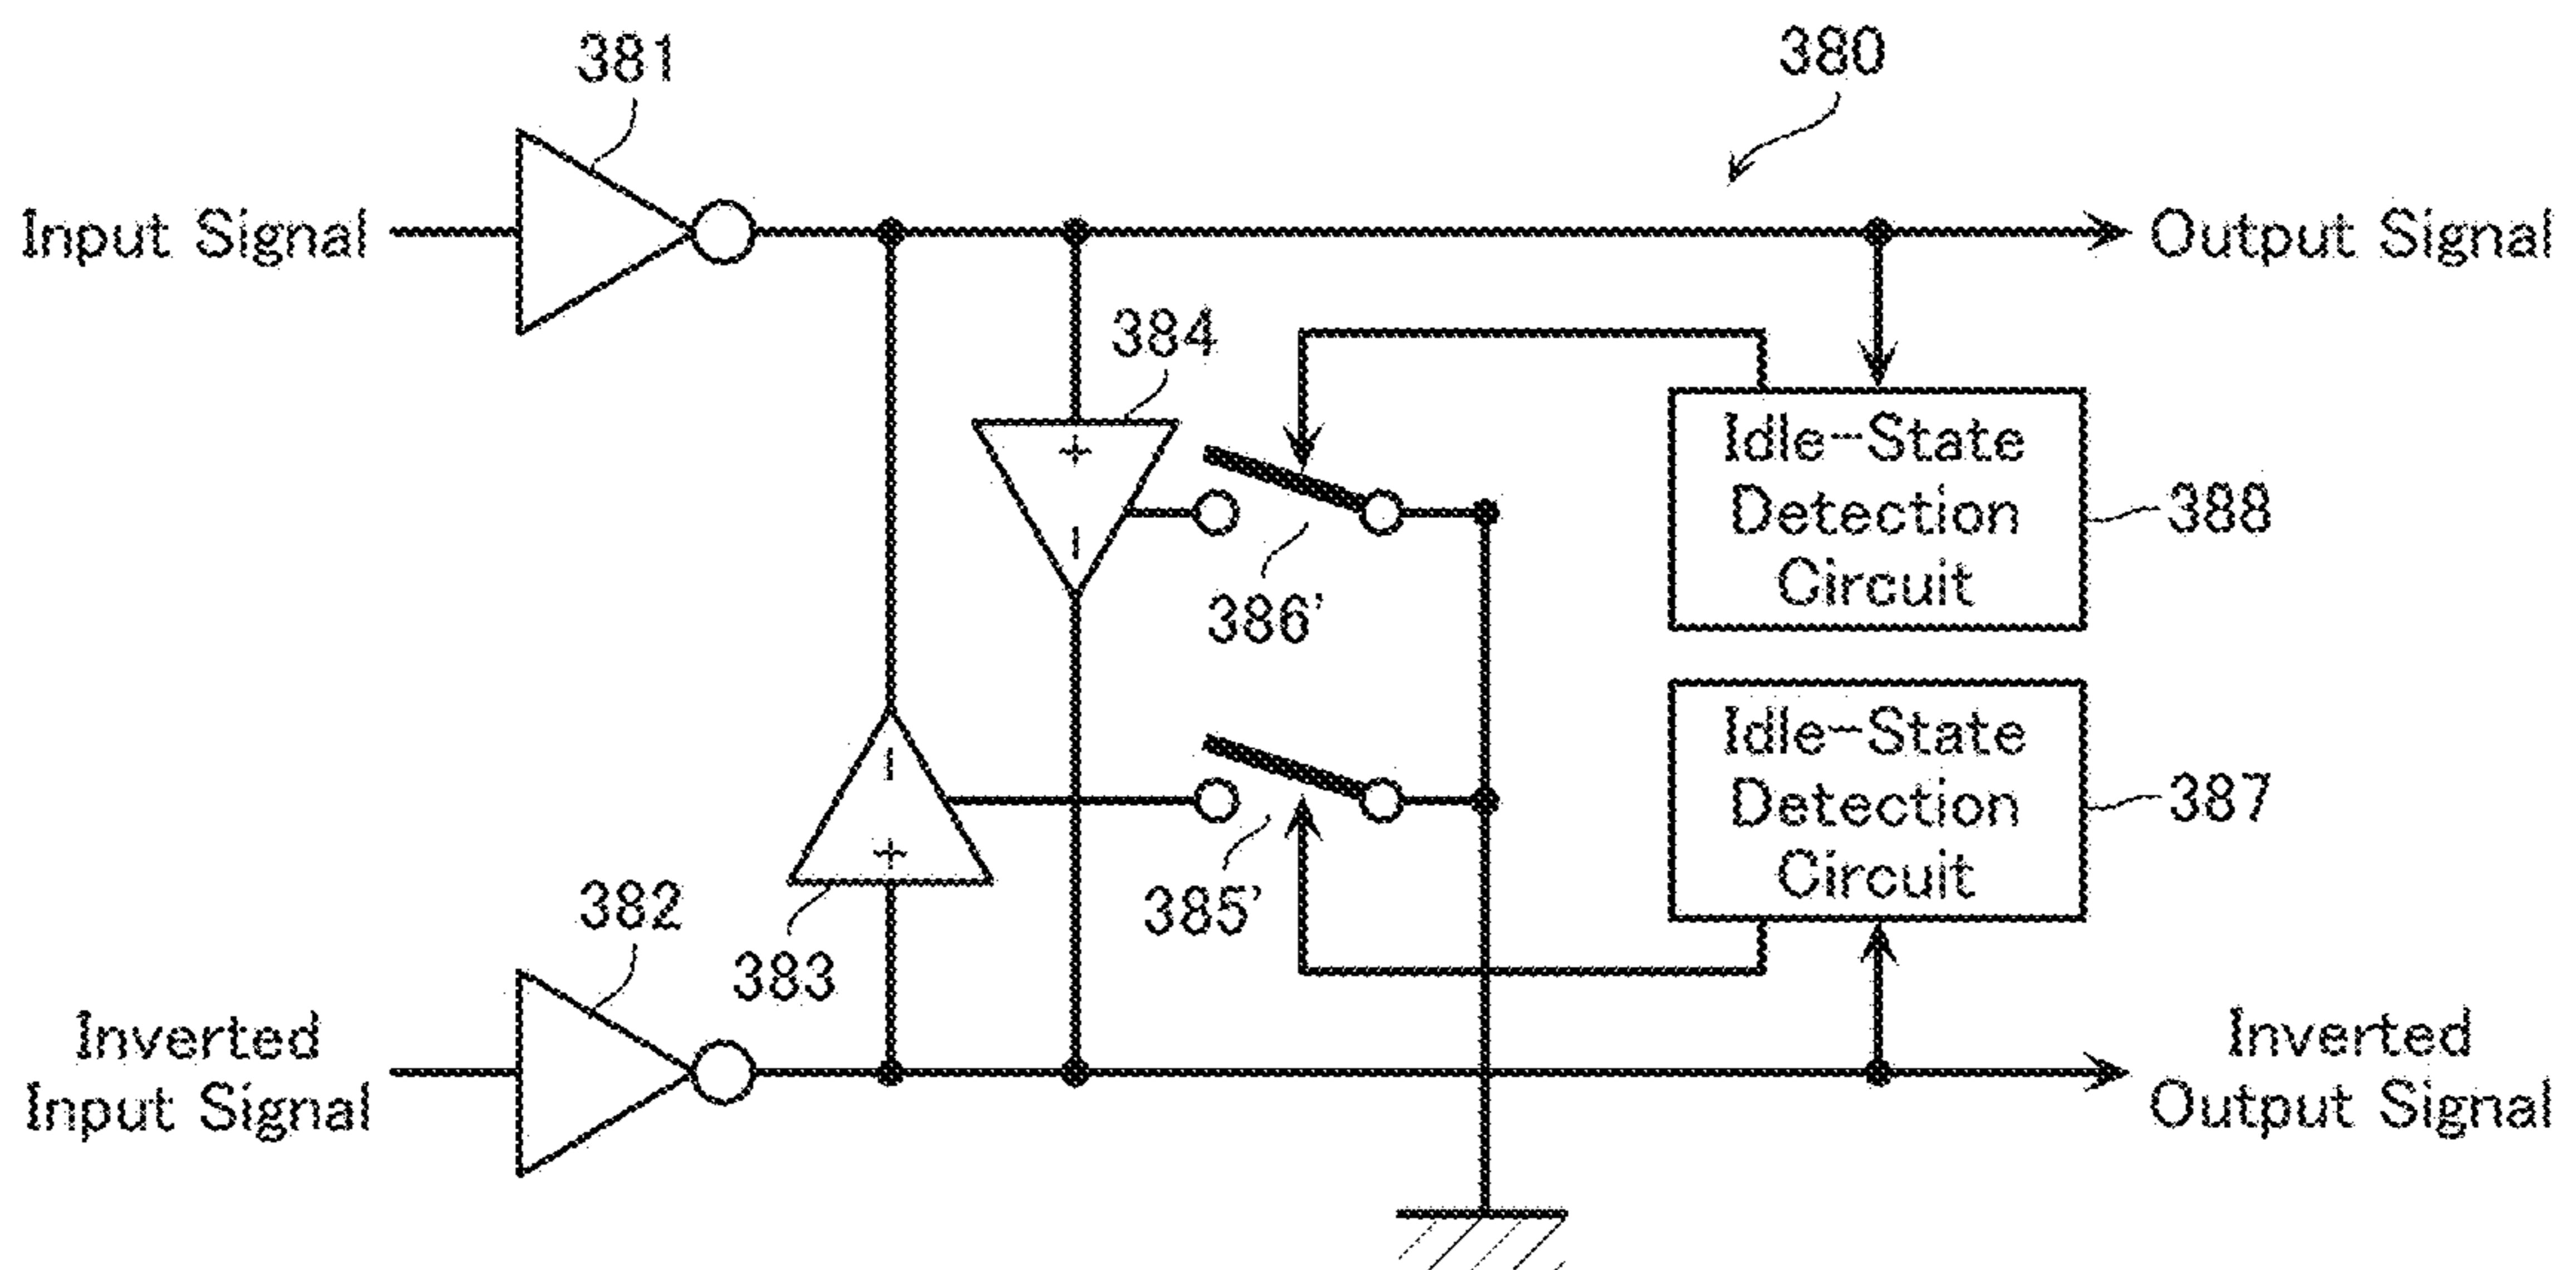 381
380
Input Signal
Output Signal
384
+
−
386'
Idle-State
Detection
Circuit
388
−
+
383
385'
Idle-State
Detection
Circuit
387
382
Inverted
Input Signal
Inverted
Output Signal